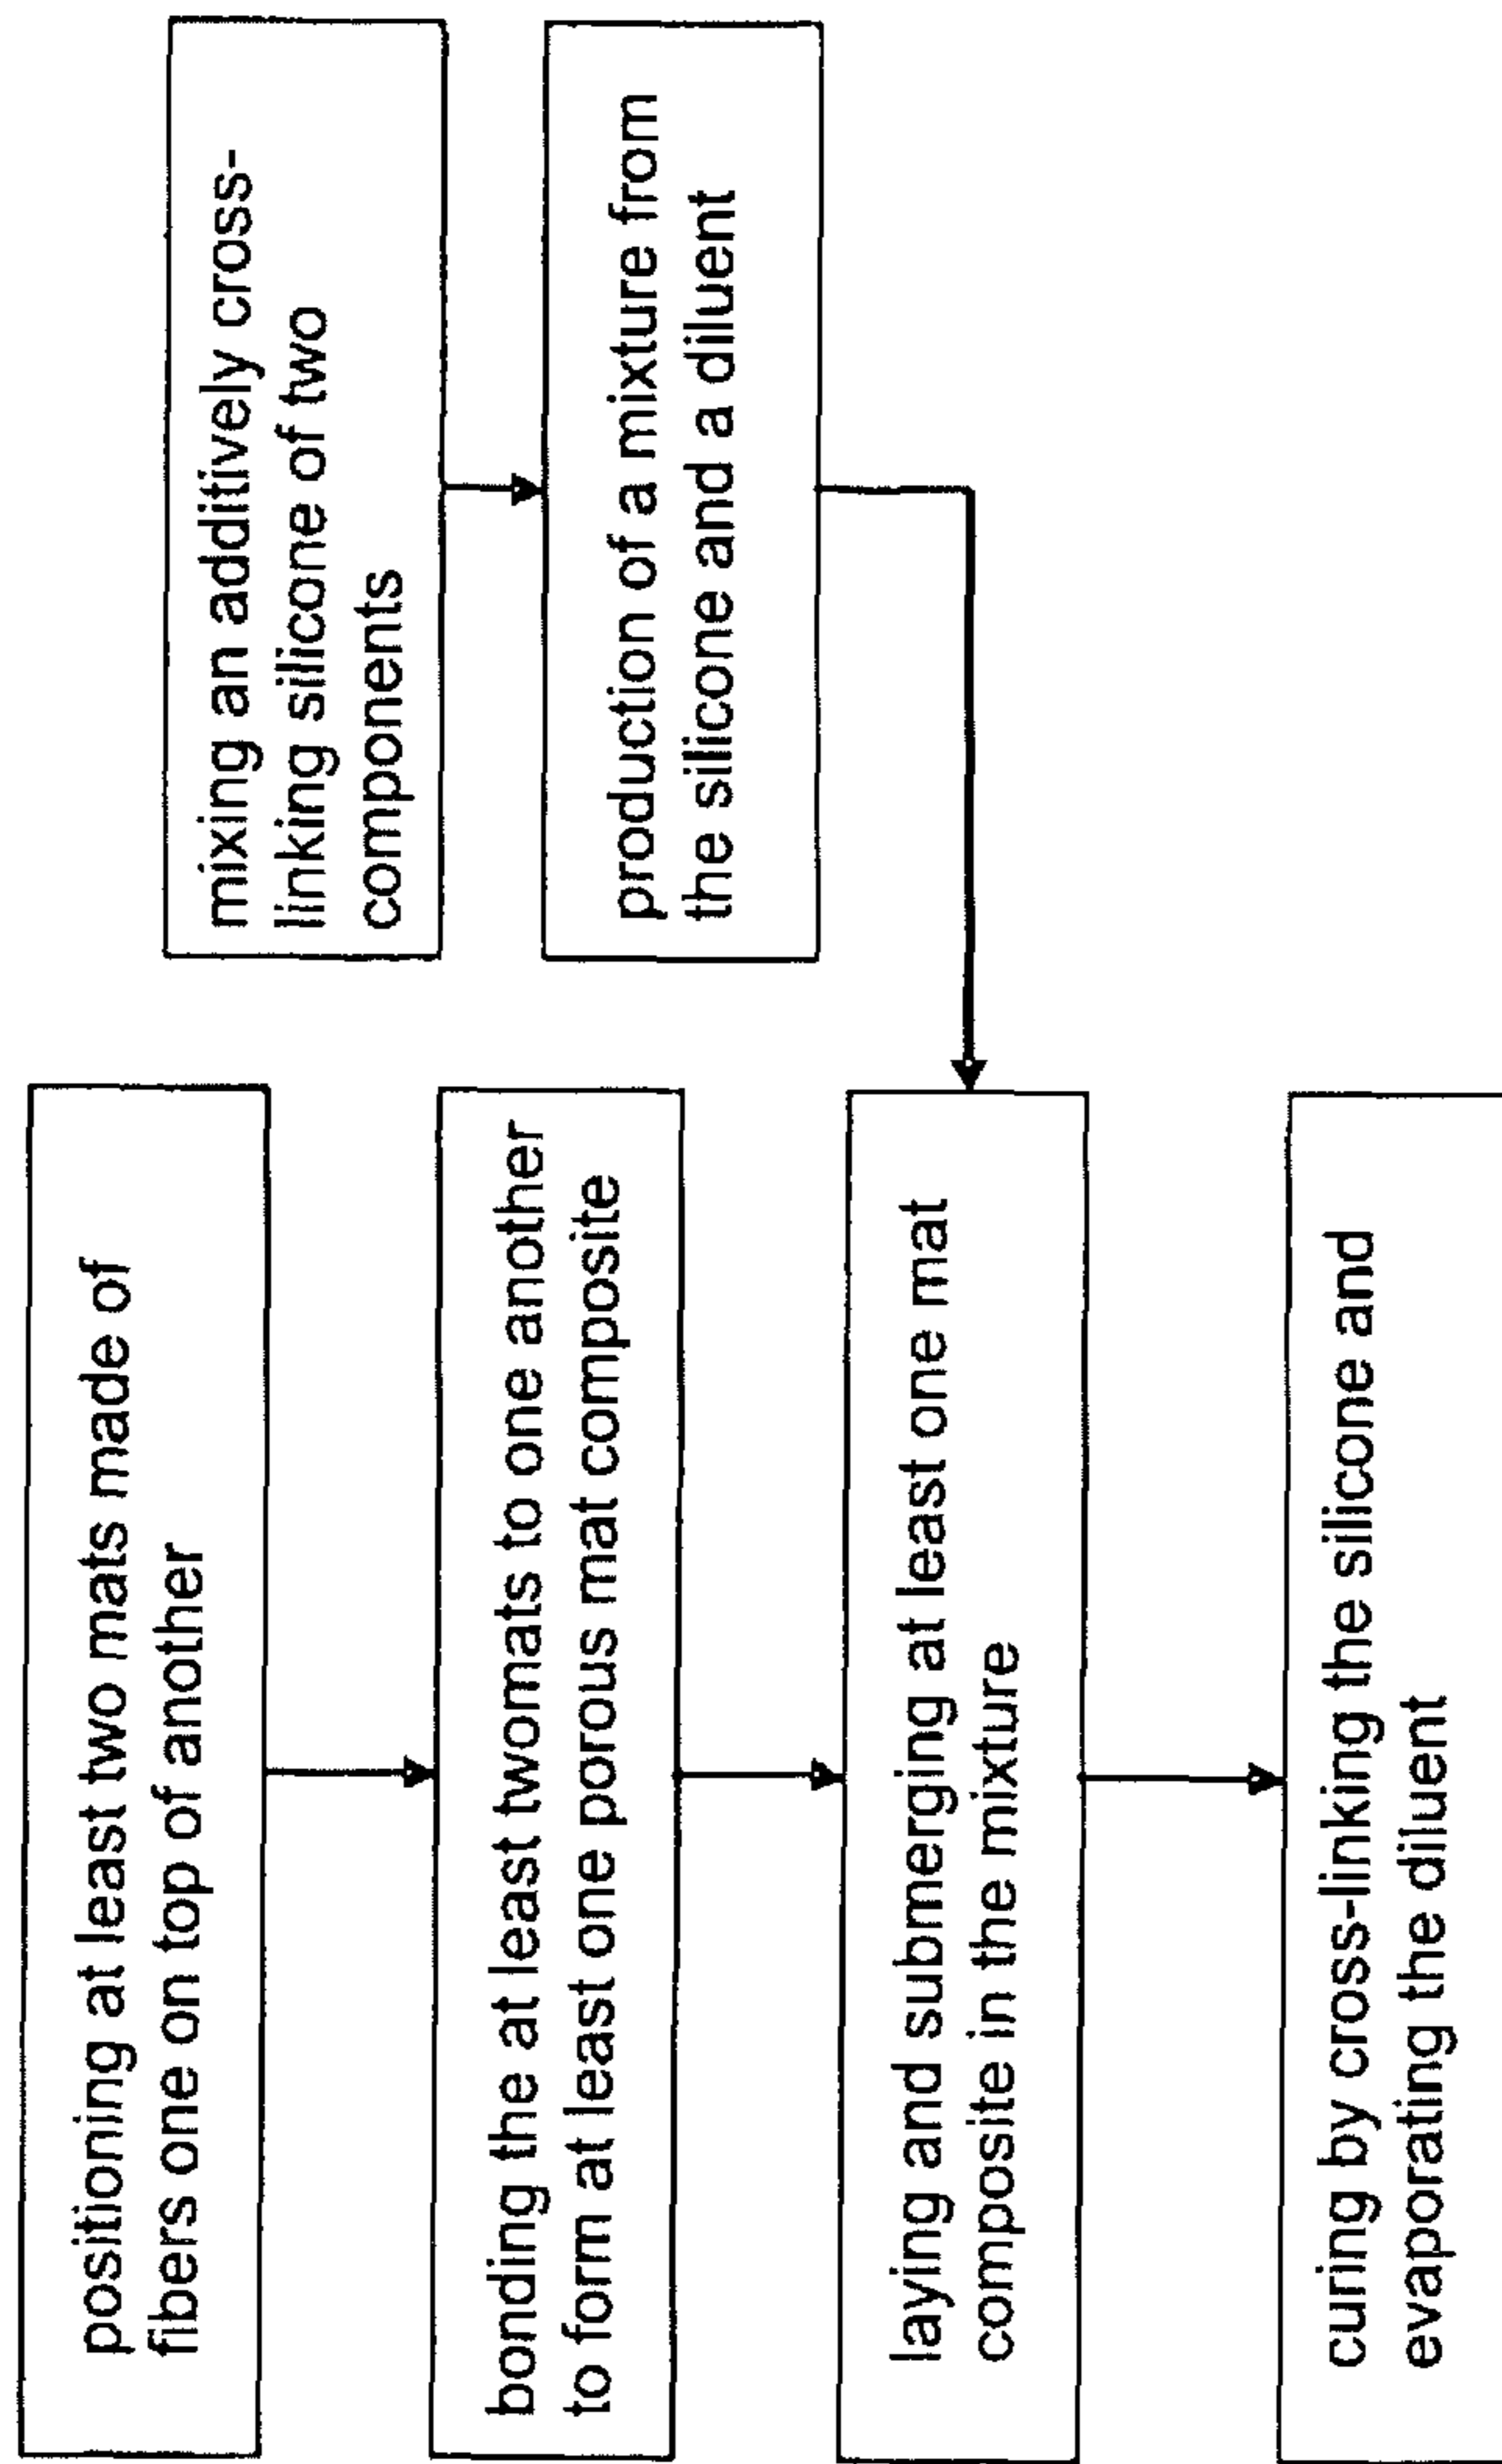 positioning at least two mats made of
fibers one on top of another
bonding the at least twomats to one another
to form at least one porous mat composite
mixing an additively cross-
linking silicone of two
components
production of a mixture from
the silicone and a diluent
laying and submerging at least one mat
composite in the mixture
curing by cross-linking the silicone and
evaporating the diluent